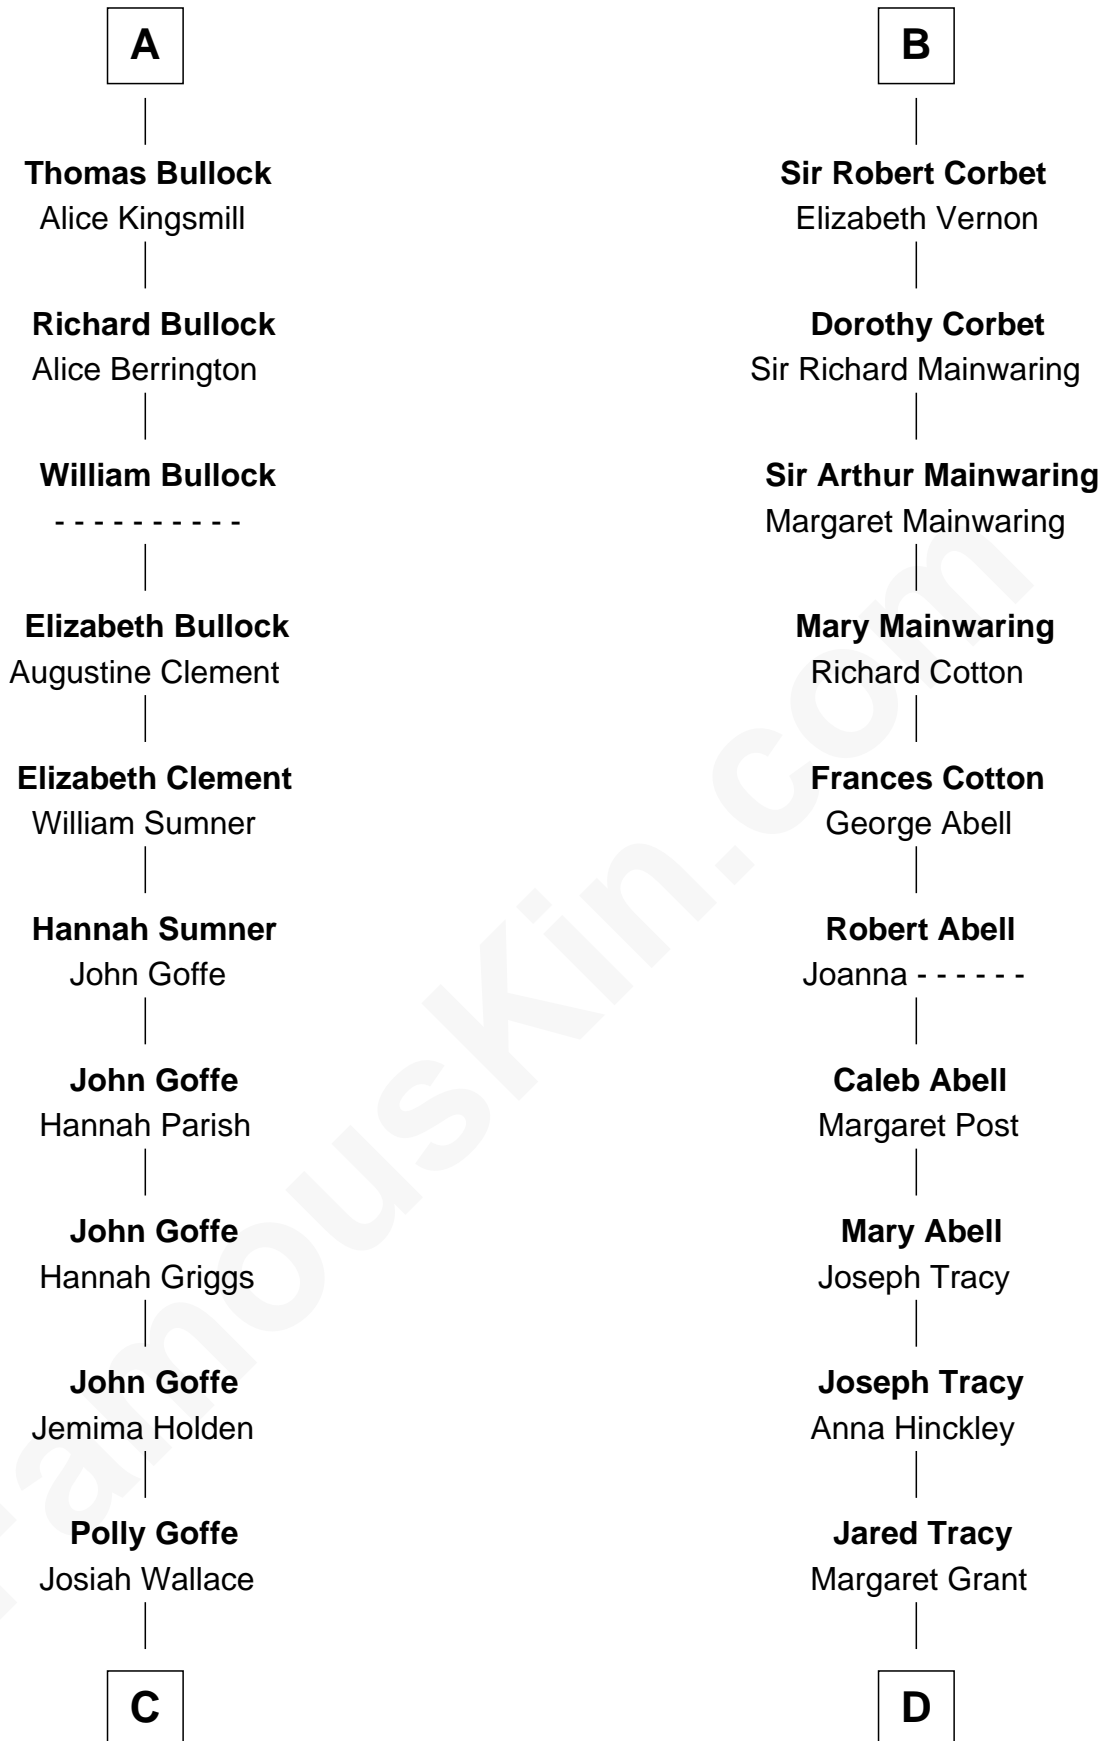 A
Thomas Bullock
Alice Kingsmill
Richard Bullock
Alice Berrington
William Bullock
- - - - - - - - - -
Elizabeth Bullock
Augustine Clement
Elizabeth Clement
William Sumner
Hannah Sumner
John Goffe
John Goffe
Hannah Parish
John Goffe
Hannah Griggs
John Goffe
Jemima Holden
Polly Goffe
Josiah Wallace
C
B
Sir Robert Corbet
Elizabeth Vernon
Dorothy Corbet
Sir Richard Mainwaring
Sir Arthur Mainwaring
Margaret Mainwaring
Mary Mainwaring
Richard Cotton
Frances Cotton
George Abell
Robert Abell
Joanna - - - - - -
Caleb Abell
Margaret Post
Mary Abell
Joseph Tracy
Joseph Tracy
Anna Hinckley
Jared Tracy
Margaret Grant
D
FamousKin.com